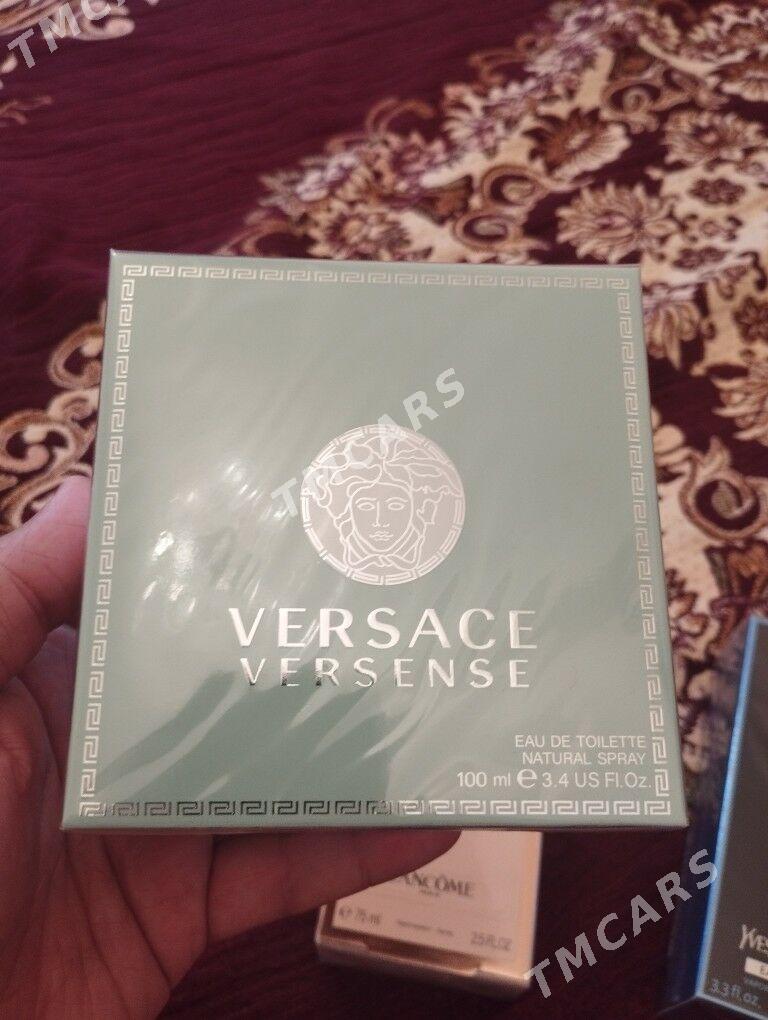 TMCARS
TMCARS
VERSACE
VERSENSE
EAU DE TOILETTE
NATURAL SPRAY
100 ml e 3.4 US Fl.Oz.
LANCÔME
e 75 ml
2.5 FL.OZ.
TMCARS
3.3 fl.oz.